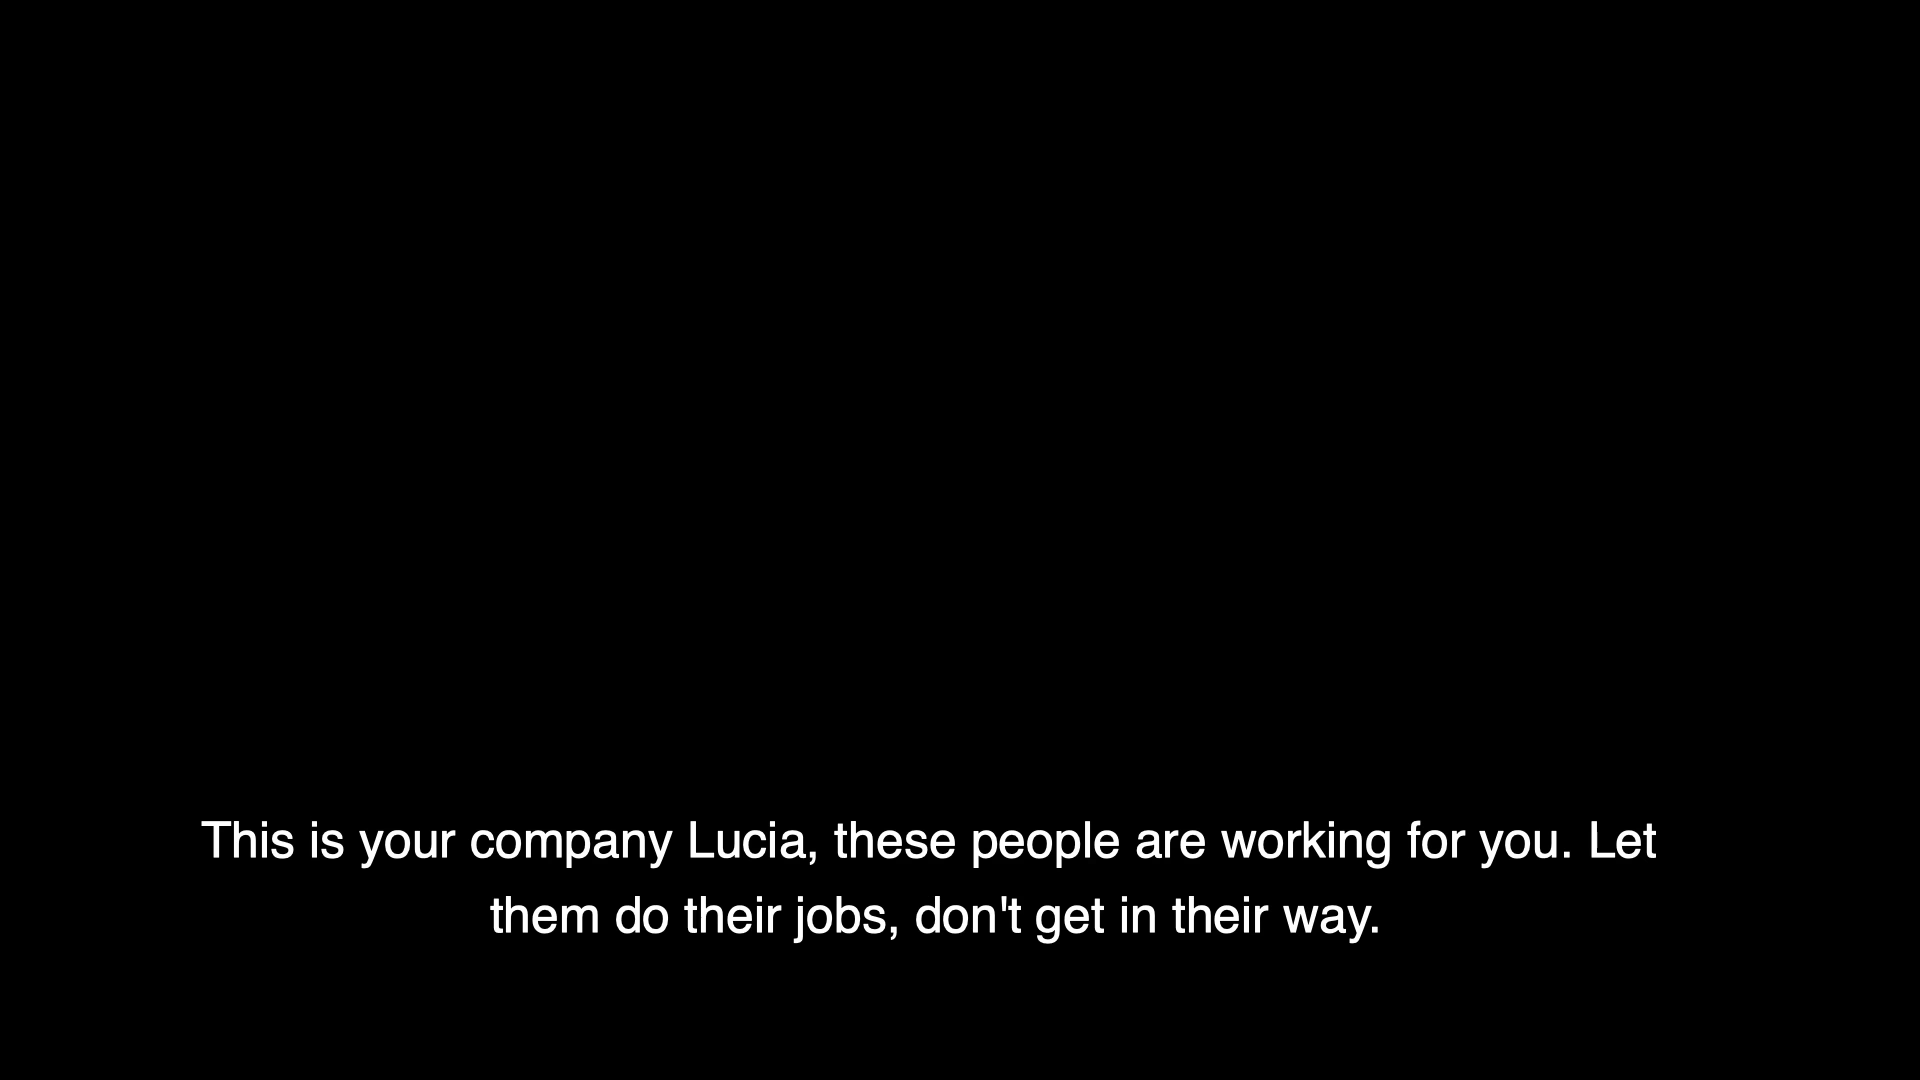 This is your company Lucia, these people are working for you. Let
them do their jobs, don't get in their way.